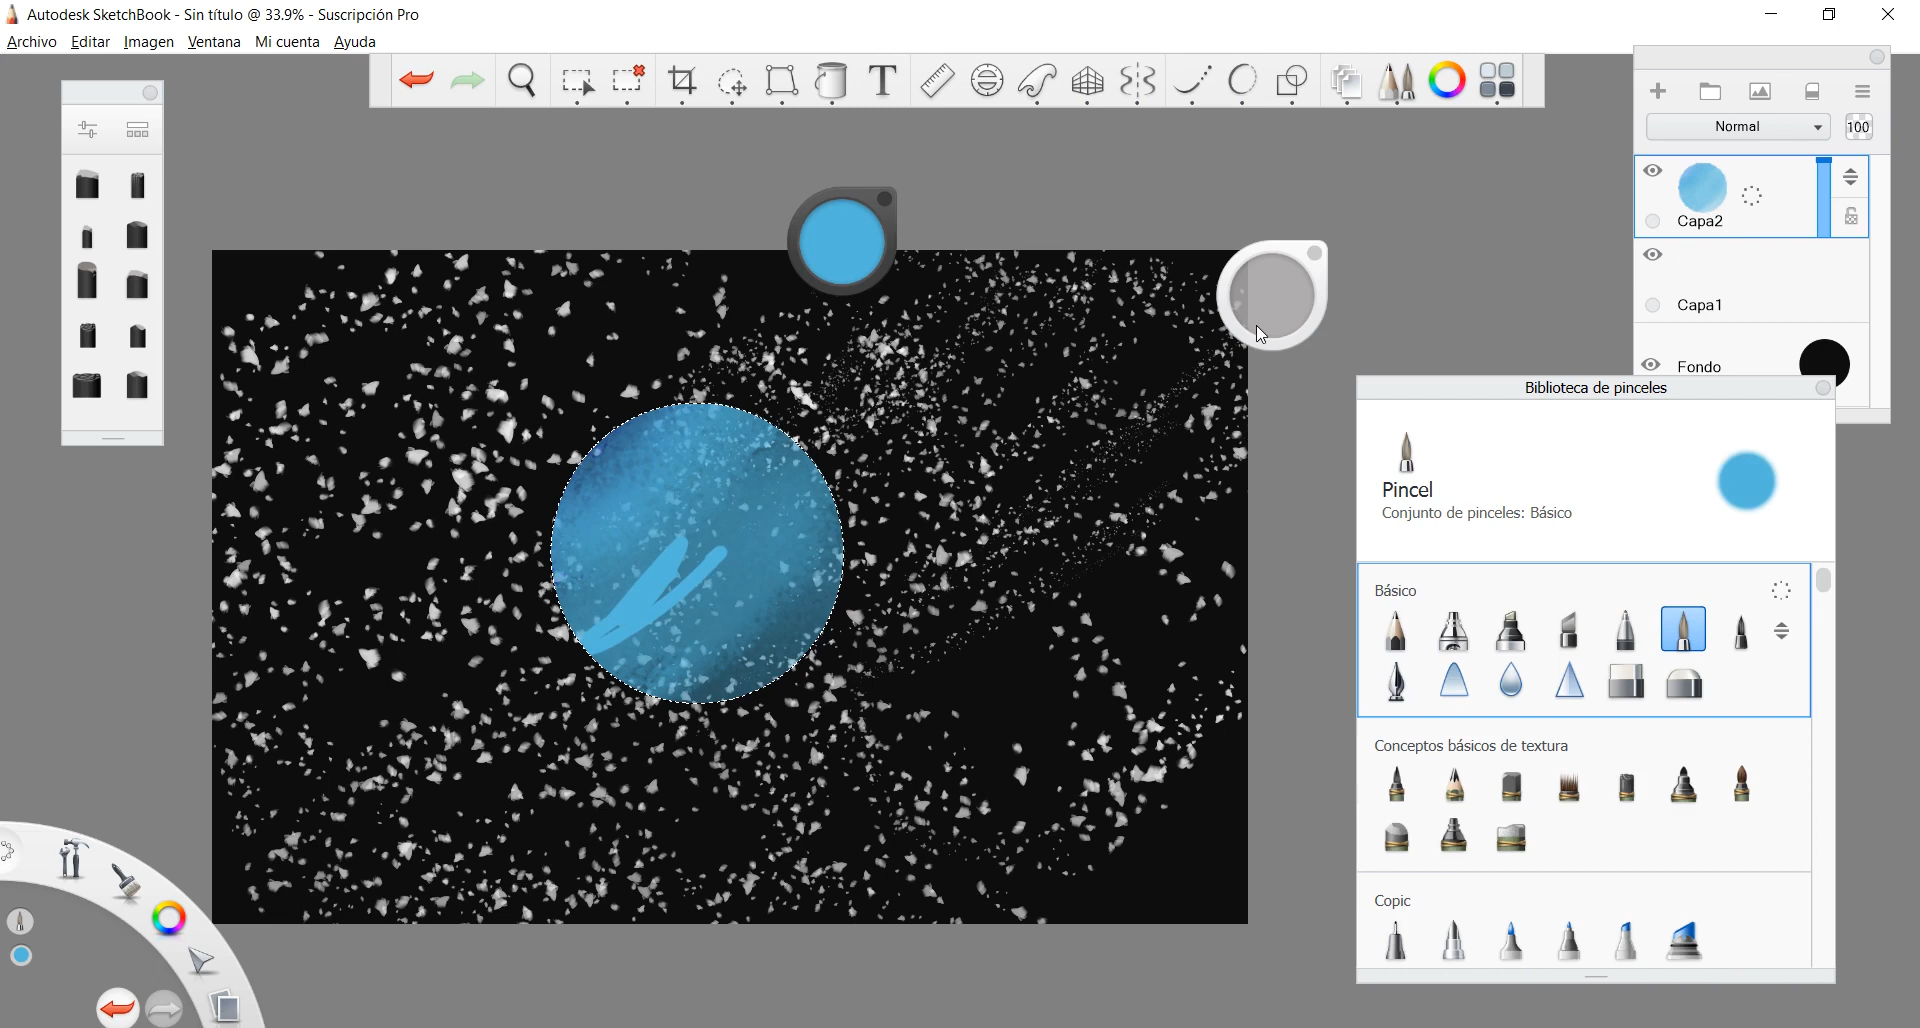 Autodesk SketchBook - Sin título @ 33.9% - Suscripción Pro
Archivo Editar Imagen Ventana Mi cuenta Ayuda
T
Normal
100
Capa2
Capa1
Fondo
Biblioteca de pinceles
Pincel
Conjunto de pinceles: Básico
Básico
Conceptos básicos de textura
Copic